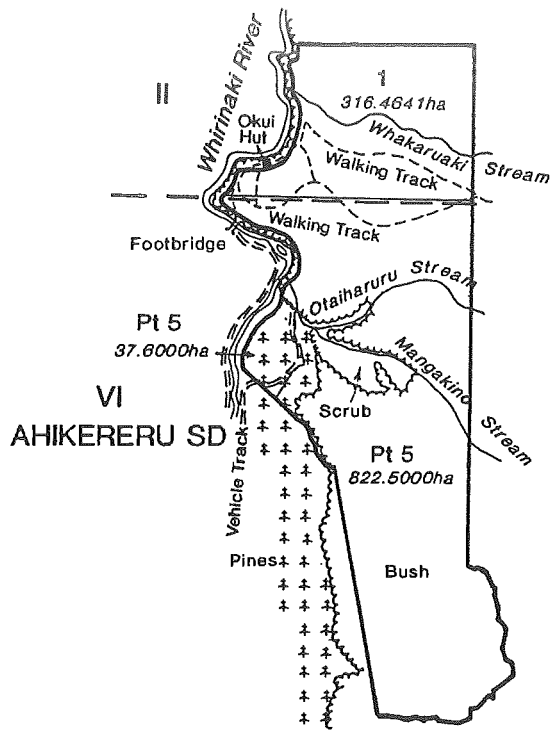 II
Whirinaki River
1
316.4641ha
Okui
Hut
Whakaruaki Stream
Walking Track
Walking Track
Footbridge
Otaiharuru Stream
Pt 5
37.6000ha
Mangakino Stream
VI
AHIKERERU SD
Scrub
Pt 5
822.5000ha
Vehicle Track
Pines
Bush